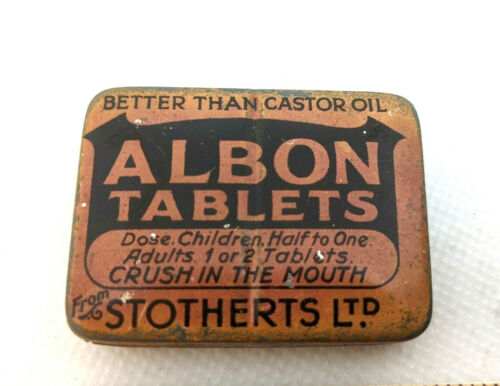 BETTER THAN CASTOR OIL
ALBON
TABLETS
Dose. Children. Half to One.
Adults. 1 or 2 Tablets.
CRUSH IN THE MOUTH
From STOTHERTS LTD